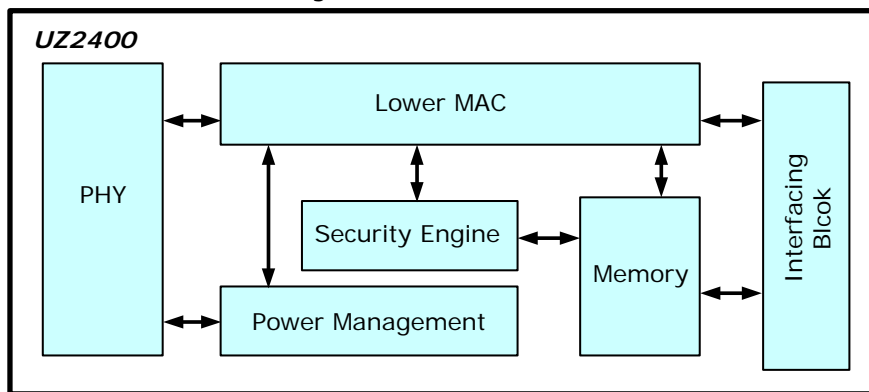 UZ2400
Lower MAC
PHY
Security Engine
Power Management
Memory
Interfacing
Blcok